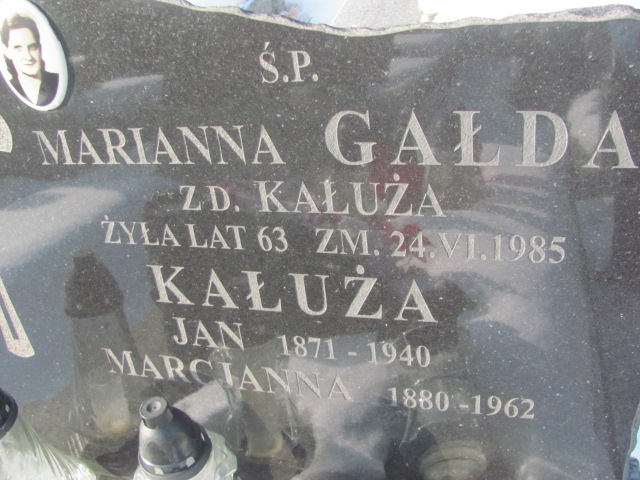 Ś.P.
MARIANNA GAŁDA
ZD. KAŁUŻA
ŻYŁA LAT 63 ZM. 24.VI.1985
KAŁUŻA
JAN 1871 - 1940
MARCJANNA 1880 - 1962